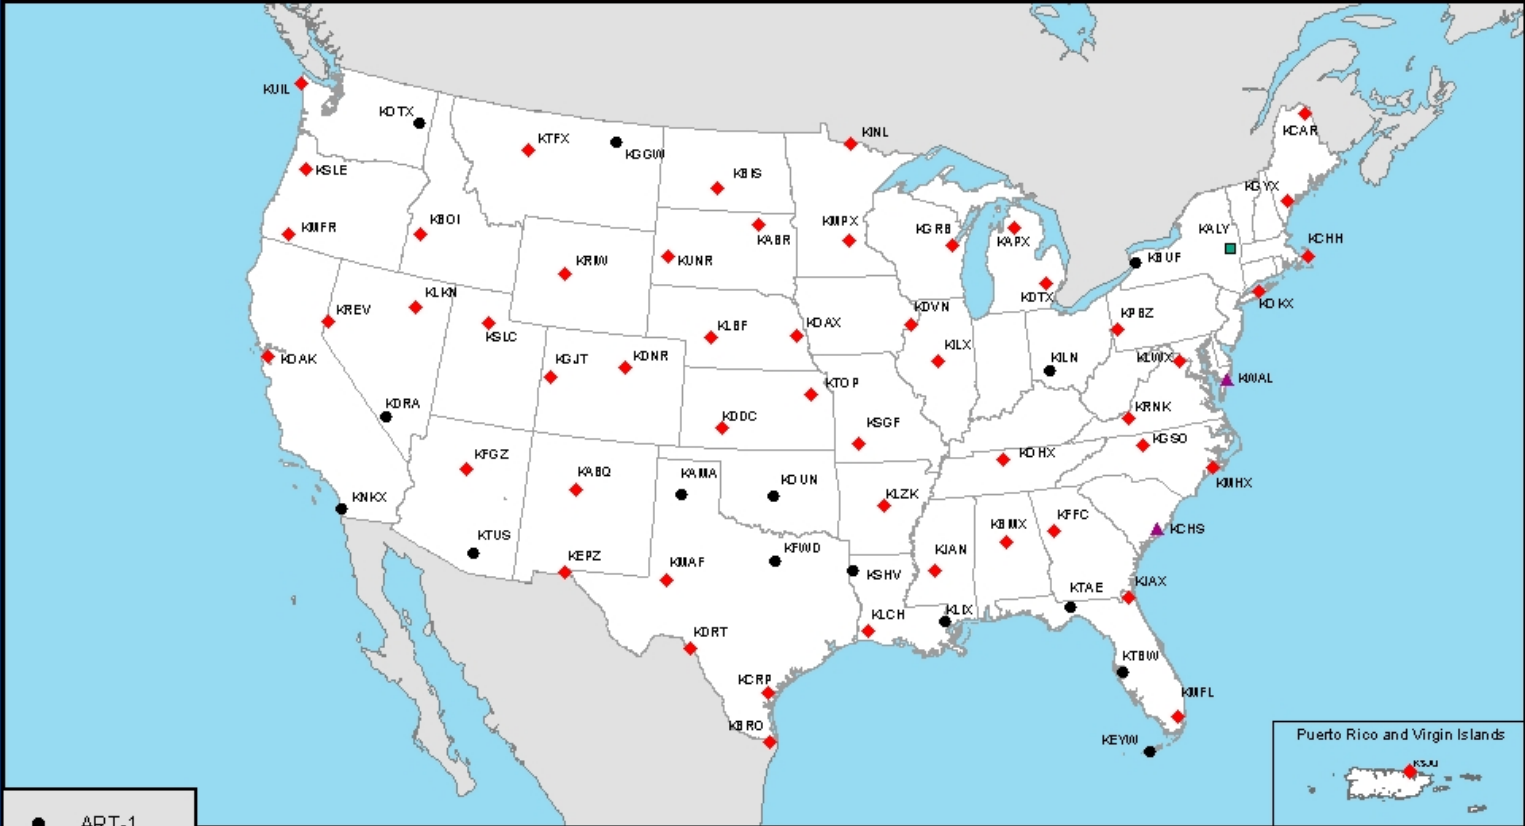 KUIL
KOTX
KTFX
KGGW
KINL
KCAR
KSLE
KBIS
KGYX
KMFR
KBOI
KMPX
KGRB
KAPX
KALY
KCHH
KABR
KUNR
KRIW
KBUF
KDTX
KOKX
KREV
KLKN
KSLC
KLBF
KOAX
KDVN
KILX
KPBZ
KOAK
KGJT
KDNR
KILN
KLWX
KWAL
KTOP
KDRA
KDDC
KSGF
KRNK
KGSO
KFGZ
KABQ
KAMA
KOUN
KOHX
KMHX
KNKX
KLZK
KBMX
KFFC
KCHS
KTUS
KEPZ
KMAF
KFWD
KSHV
KJAN
KTAE
KJAX
KLCH
KLIX
KDRT
KTBW
KCRP
KMFL
KBRO
KEYW
Puerto Rico and Virgin Islands
KSJU
ART-1